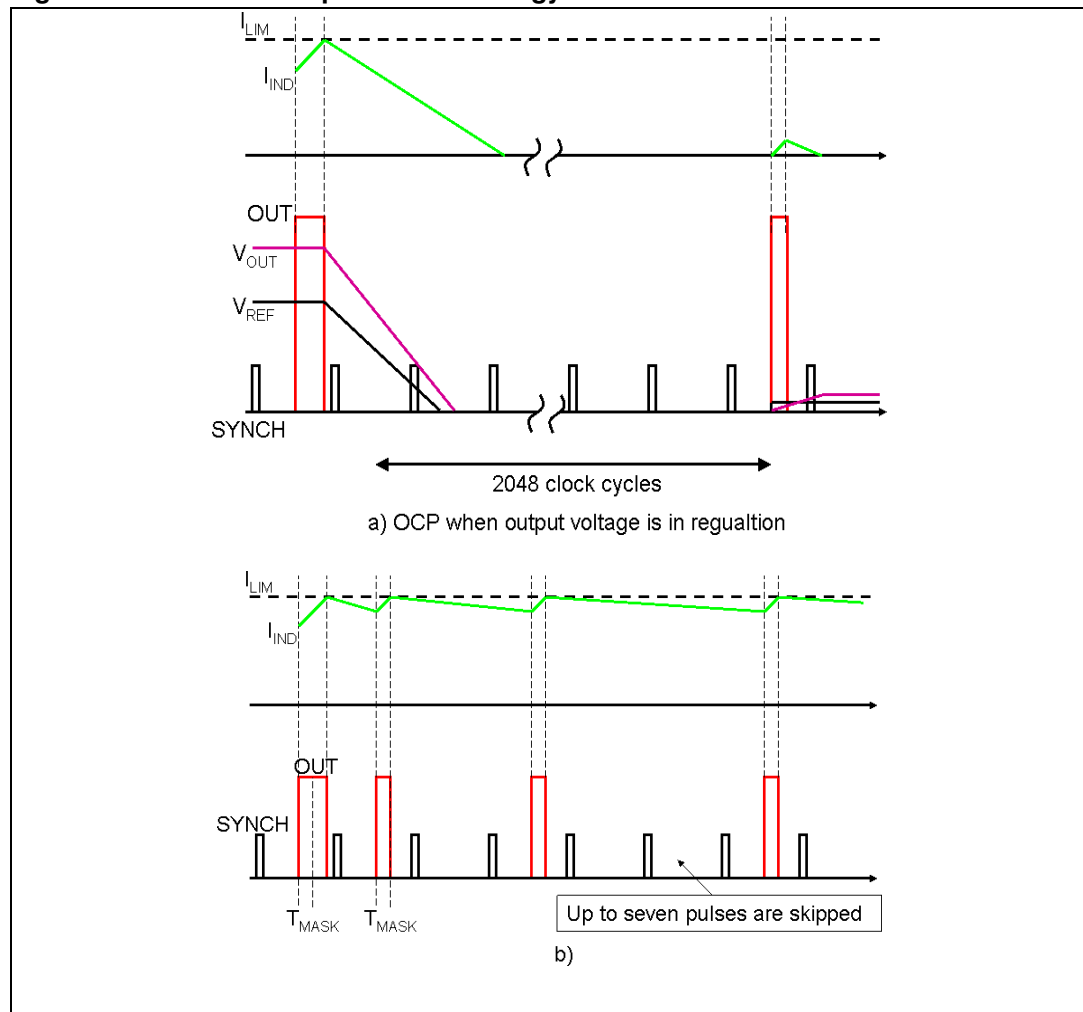 I_LIM
I_IND
OUT
V_OUT
V_REF
SYNCH
2048 clock cycles
a) OCP when output voltage is in regualtion
I_LIM
I_IND
OUT
SYNCH
T_MASK T_MASK
Up to seven pulses are skipped
b)